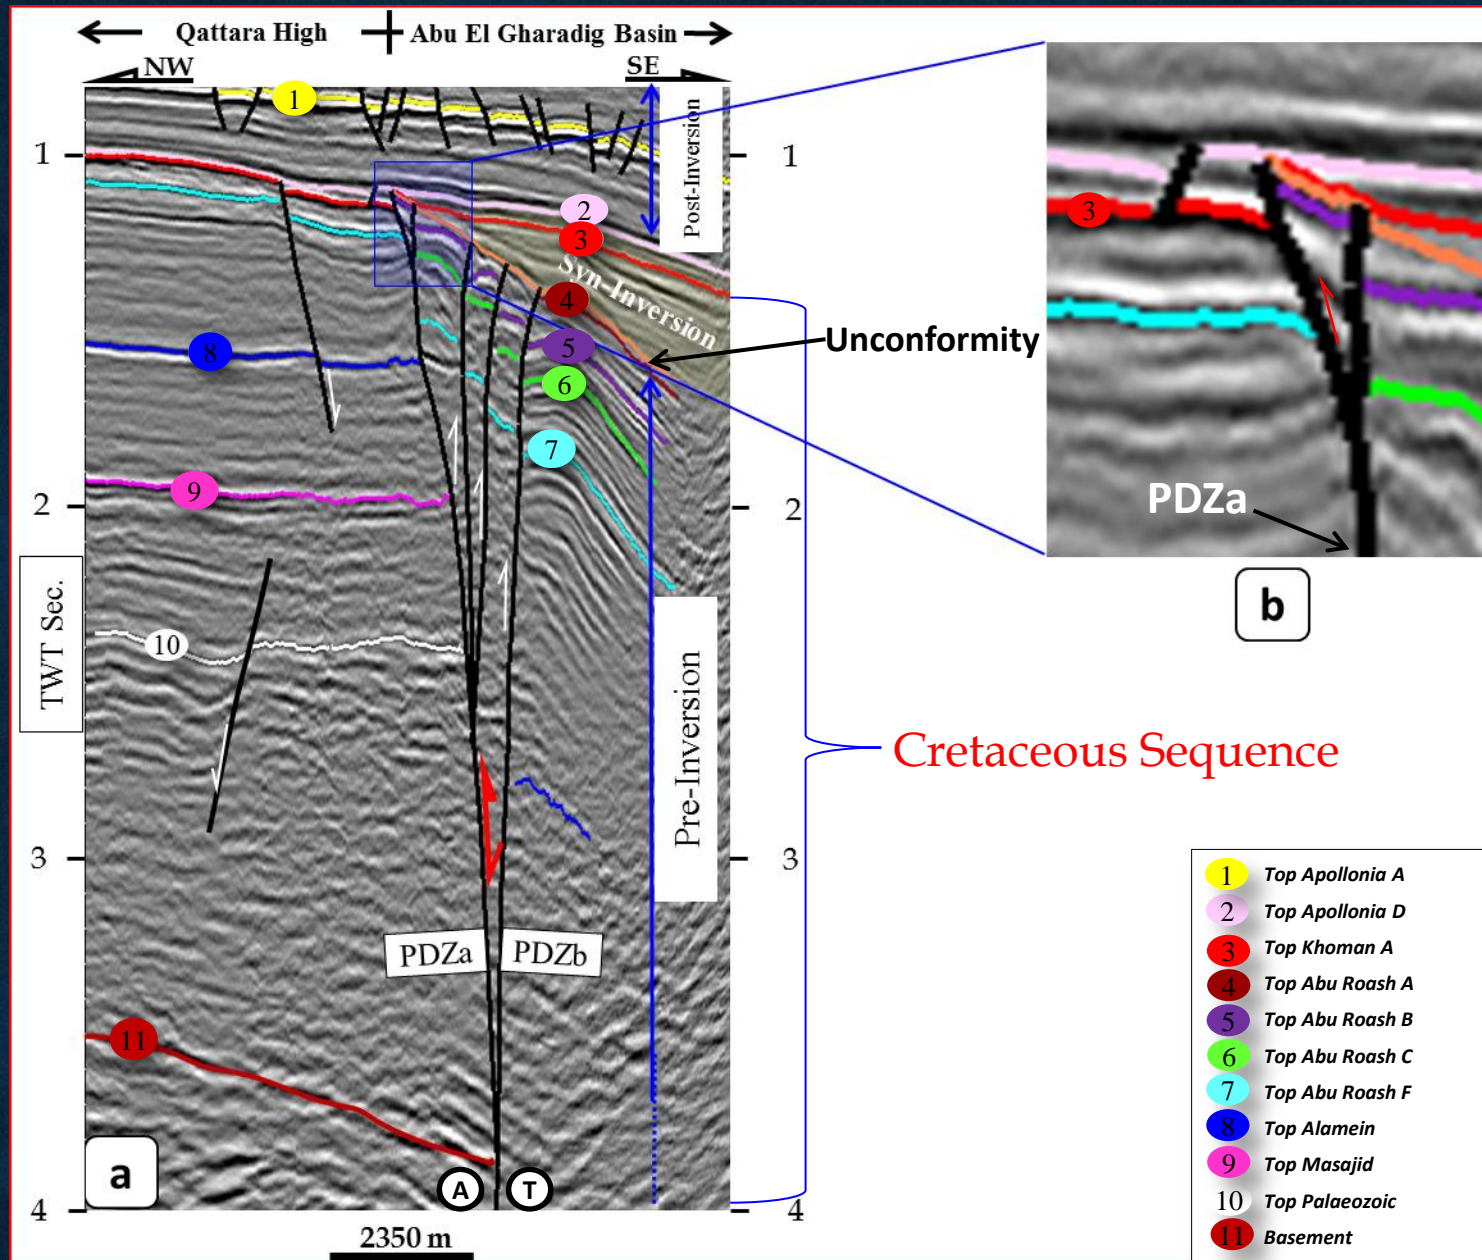 Qattara High
Abu El Gharadig Basin
NW
SE
1
1
1
Post-Inversion
2
3
3
Syn-Inversion
4
8
5
Unconformity
6
7
9
2
2
PDZa
b
TWT Sec.
10
Pre-Inversion
Cretaceous Sequence
3
3
PDZa
PDZb
11
a
A
T
4
4
2350 m
1 Top Apollonia A
2 Top Apollonia D
3 Top Khoman A
4 Top Abu Roash A
5 Top Abu Roash B
6 Top Abu Roash C
7 Top Abu Roash F
8 Top Alamein
9 Top Masajid
10 Top Palaeozoic
11 Basement